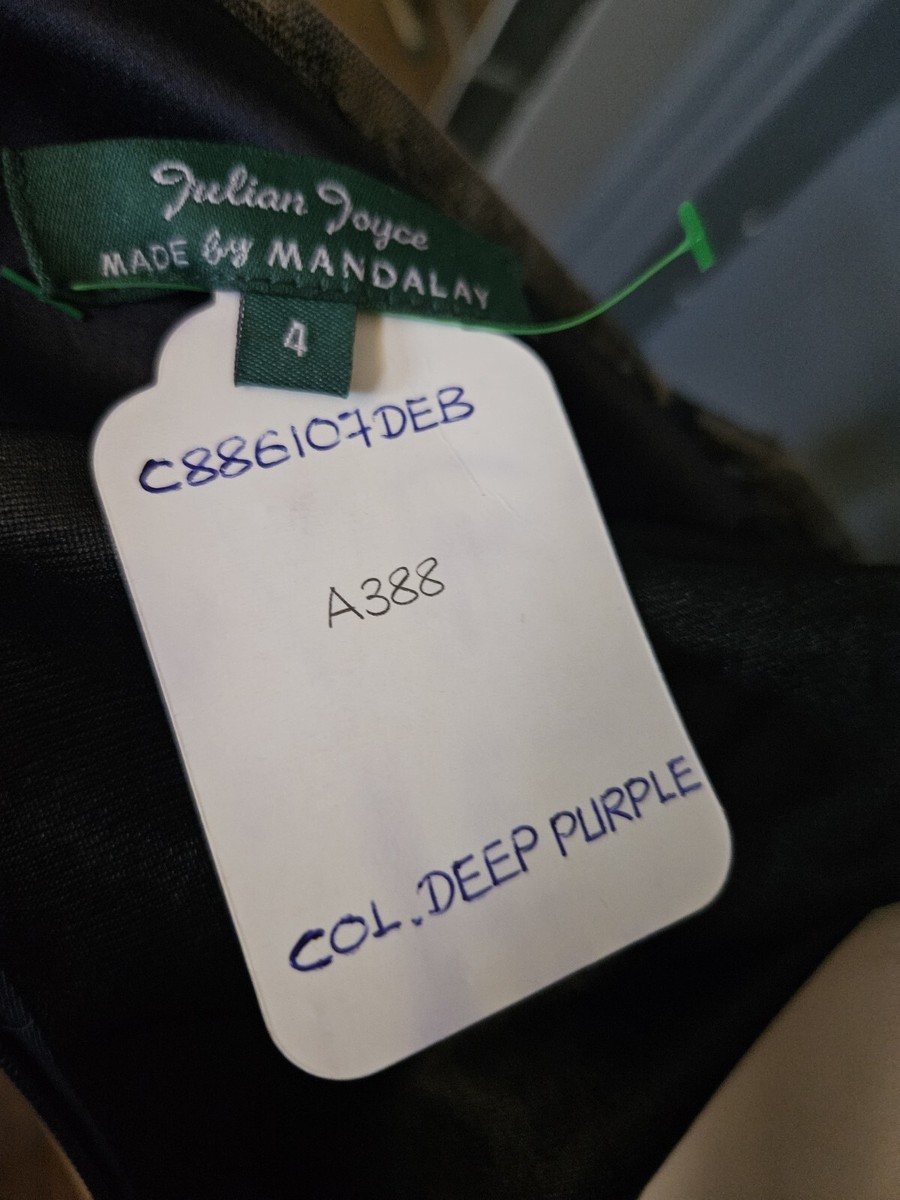 Julian Joyce
MADE by MANDALAY
4
C886107DEB
A388
COL. DEEP PURPLE